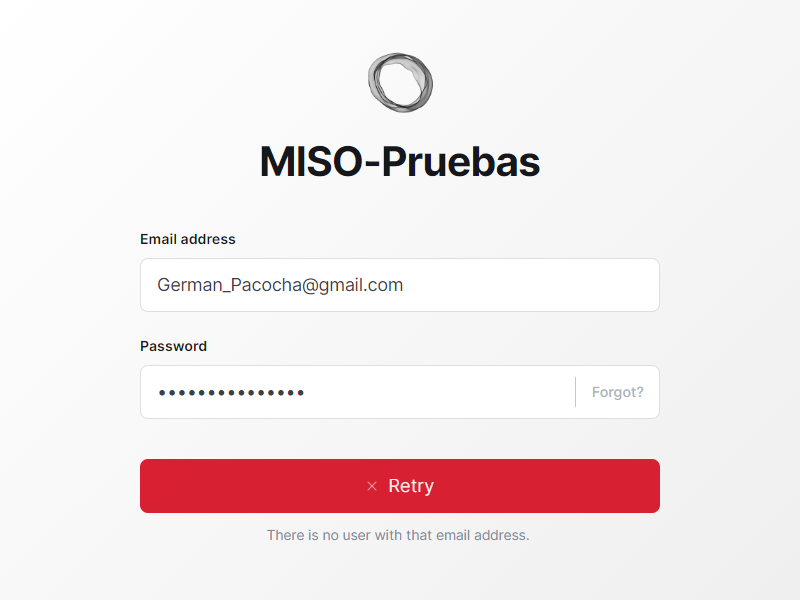 MISO-Pruebas
Email address
German_Pacocha@gmail.com
Password
•••••••••••••••
Forgot?
× Retry
There is no user with that email address.